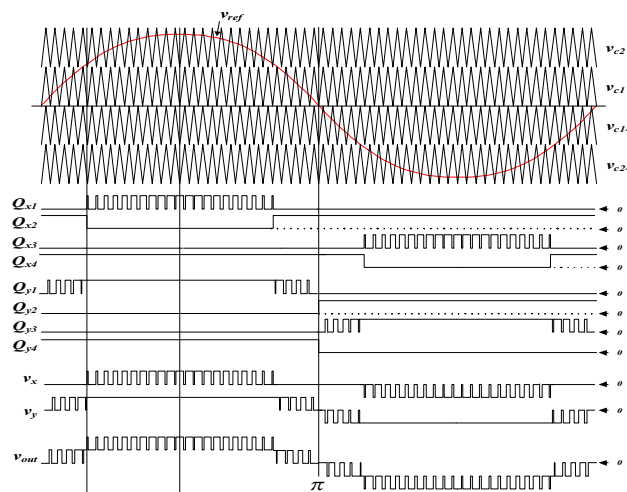 v_ref
v_c2
v_c1
v_c1-
v_c2-
Q_x1 0
Q_x2 0
Q_x3 0
Q_x4 0
Q_y1 0
Q_y2 0
Q_y3 0
Q_y4 0
v_x 0
v_y 0
v_out 0
π